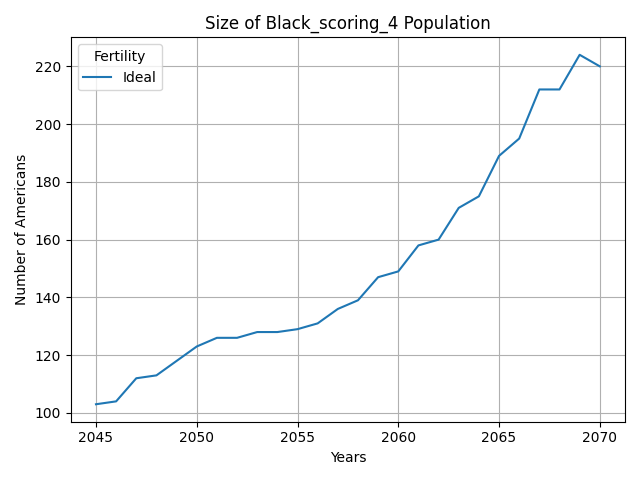 Size of Black_scoring_4 Population
Fertility
Ideal
Number of Americans
220
200
180
160
140
120
100
2045 2050 2055 2060 2065 2070
Years